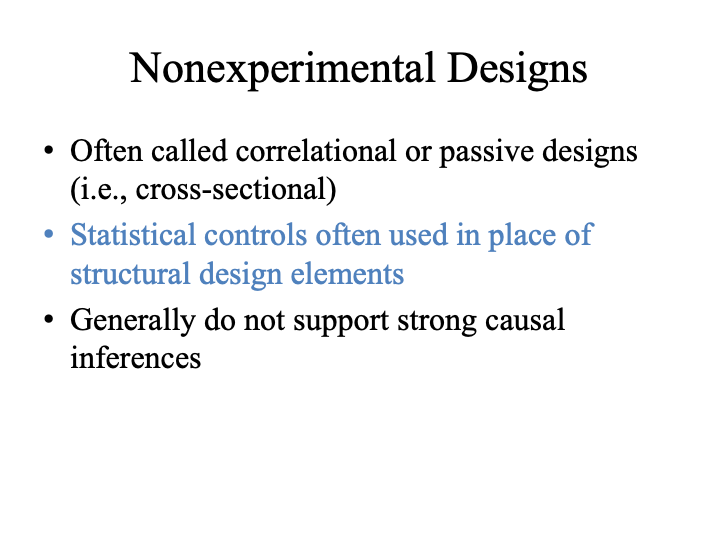 Nonexperimental Designs
• Often called correlational or passive designs
(i.e., cross-sectional)
• Statistical controls often used in place of
structural design elements
• Generally do not support strong causal
inferences